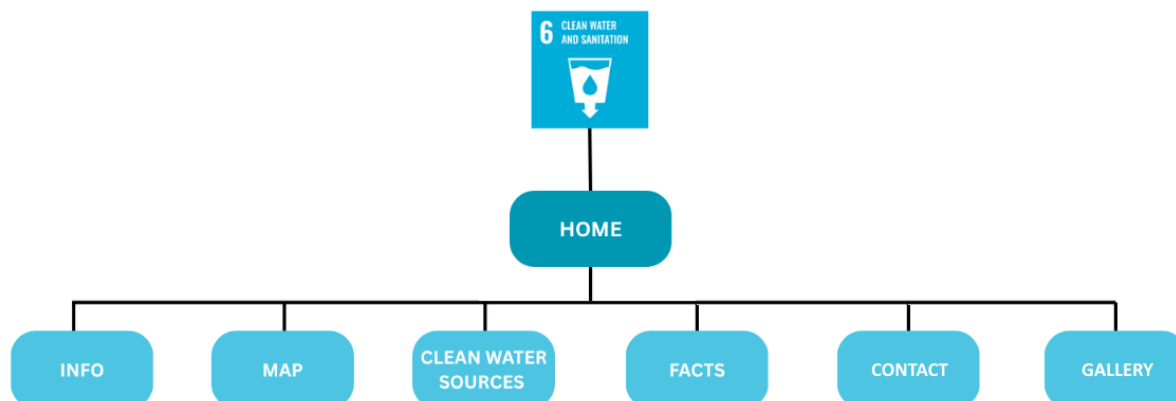 6 CLEAN WATER
AND SANITATION
HOME
INFO
MAP
CLEAN WATER
SOURCES
FACTS
CONTACT
GALLERY